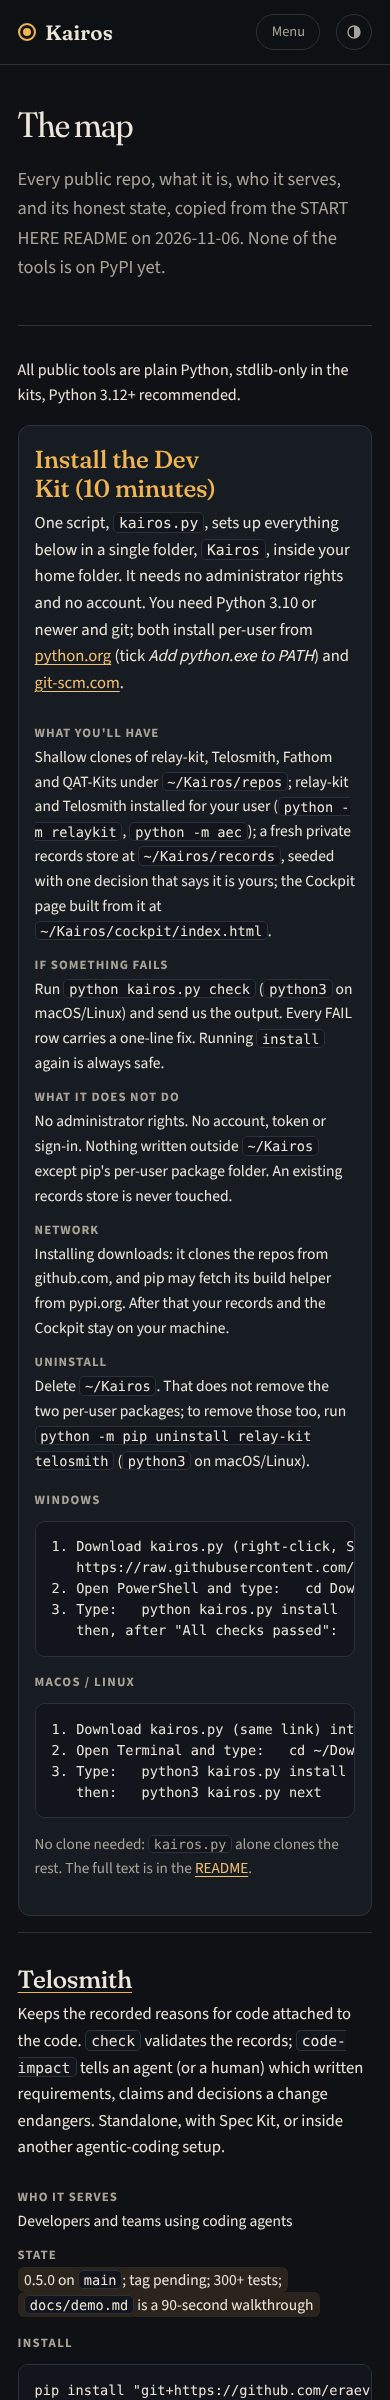 Kairos
Menu
The map
Every public repo, what it is, who it serves,
and its honest state, copied from the START
HERE README on 2026-11-06. None of the
tools is on PyPI yet.
All public tools are plain Python, stdlib-only in the
kits, Python 3.12+ recommended.
Install the Dev
Kit (10 minutes)
One script, kairos.py, sets up everything
below in a single folder, Kairos, inside your
home folder. It needs no administrator rights
and no account. You need Python 3.10 or
newer and git; both install per-user from
python.org (tick Add python.exe to PATH) and
git-scm.com.
WHAT YOU'LL HAVE
Shallow clones of relay-kit, Telosmith, Fathom
and QAT-Kits under ~/Kairos/repos; relay-kit
and Telosmith installed for your user (python -
m relaykit, python -m aec); a fresh private
records store at ~/Kairos/records, seeded
with one decision that says it is yours; the Cockpit
page built from it at
~/Kairos/cockpit/index.html.
IF SOMETHING FAILS
Run python kairos.py check (python3 on
macOS/Linux) and send us the output. Every FAIL
row carries a one-line fix. Running install
again is always safe.
WHAT IT DOES NOT DO
No administrator rights. No account, token or
sign-in. Nothing written outside ~/Kairos
except pip's per-user package folder. An existing
records store is never touched.
NETWORK
Installing downloads: it clones the repos from
github.com, and pip may fetch its build helper
from pypi.org. After that your records and the
Cockpit stay on your machine.
UNINSTALL
Delete ~/Kairos. That does not remove the
two per-user packages; to remove those too, run
python -m pip uninstall relay-kit
telosmith (python3 on macOS/Linux).
WINDOWS
1. Download kairos.py (right-click, S
https://raw.githubusercontent.com/
2. Open PowerShell and type: cd Dow
3. Type: python kairos.py install
then, after "All checks passed":
MACOS / LINUX
1. Download kairos.py (same link) int
2. Open Terminal and type: cd ~/Dow
3. Type: python3 kairos.py install
then: python3 kairos.py next
No clone needed: kairos.py alone clones the
rest. The full text is in the README.
Telosmith
Keeps the recorded reasons for code attached to
the code. check validates the records; code-
impact tells an agent (or a human) which written
requirements, claims and decisions a change
endangers. Standalone, with Spec Kit, or inside
another agentic-coding setup.
WHO IT SERVES
Developers and teams using coding agents
STATE
0.5.0 on main; tag pending; 300+ tests;
docs/demo.md is a 90-second walkthrough
INSTALL
pip install "git+https://github.com/eraev